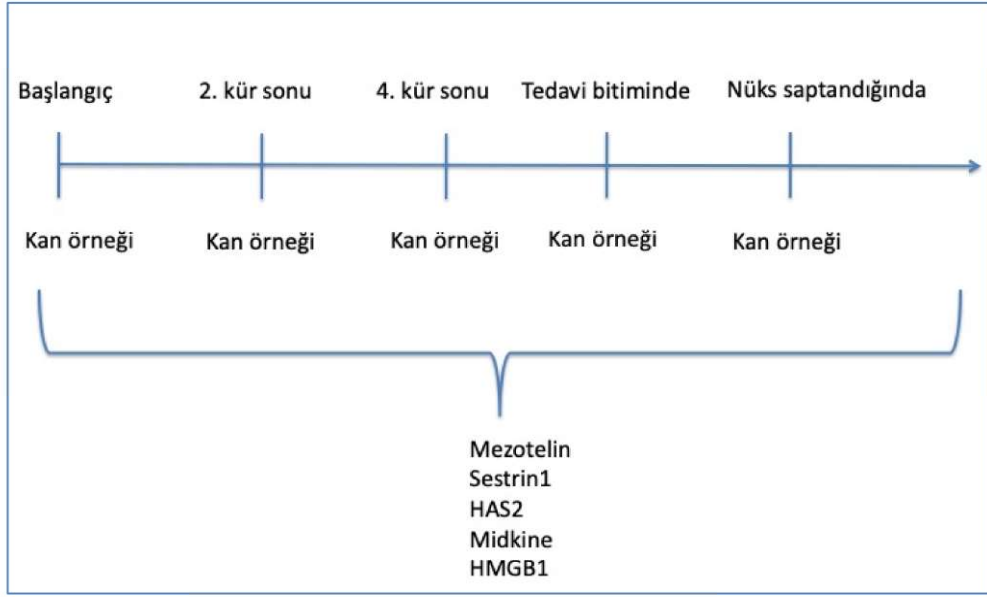 Başlangıç 2. kür sonu 4. kür sonu Tedavi bitiminde Nüks saptandığında
Kan örneği Kan örneği Kan örneği Kan örneği Kan örneği
Mezotelin
Sestrin1
HAS2
Midkine
HMGB1